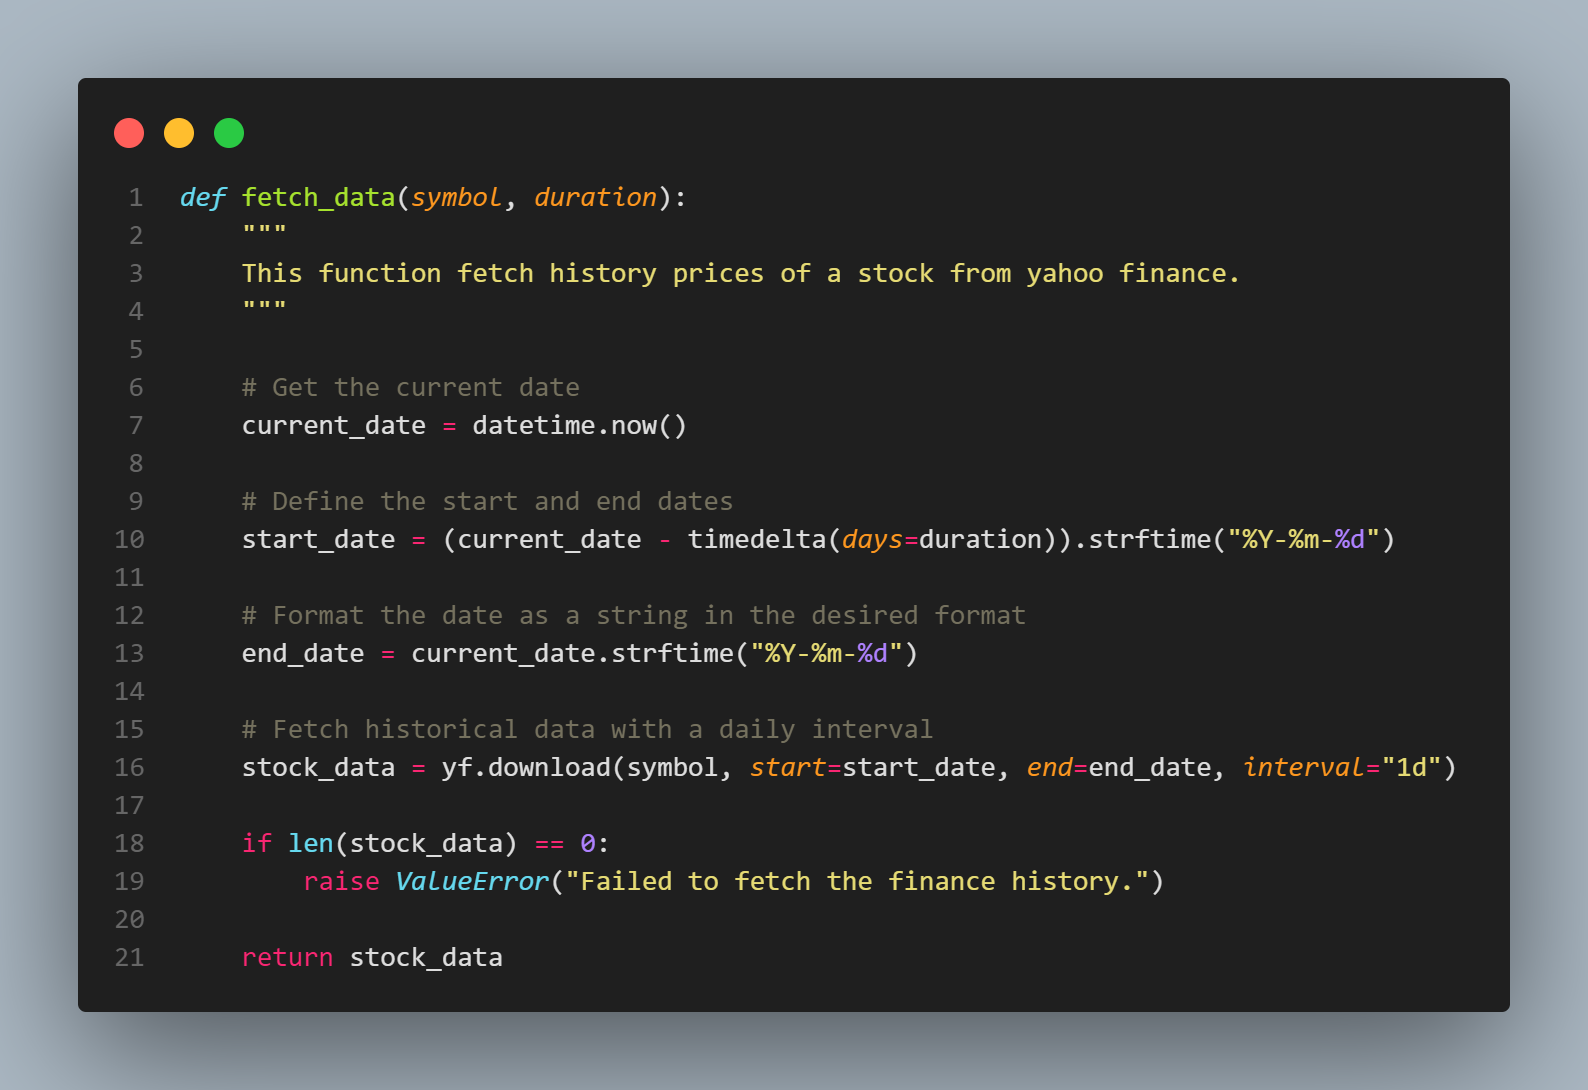 1 def fetch_data(symbol, duration):
2     """
3     This function fetch history prices of a stock from yahoo finance.
4     """
5
6     # Get the current date
7     current_date = datetime.now()
8
9     # Define the start and end dates
10     start_date = (current_date - timedelta(days=duration)).strftime("%Y-%m-%d")
11
12     # Format the date as a string in the desired format
13     end_date = current_date.strftime("%Y-%m-%d")
14
15     # Fetch historical data with a daily interval
16     stock_data = yf.download(symbol, start=start_date, end=end_date, interval="1d")
17
18     if len(stock_data) == 0:
19         raise ValueError("Failed to fetch the finance history.")
20
21     return stock_data